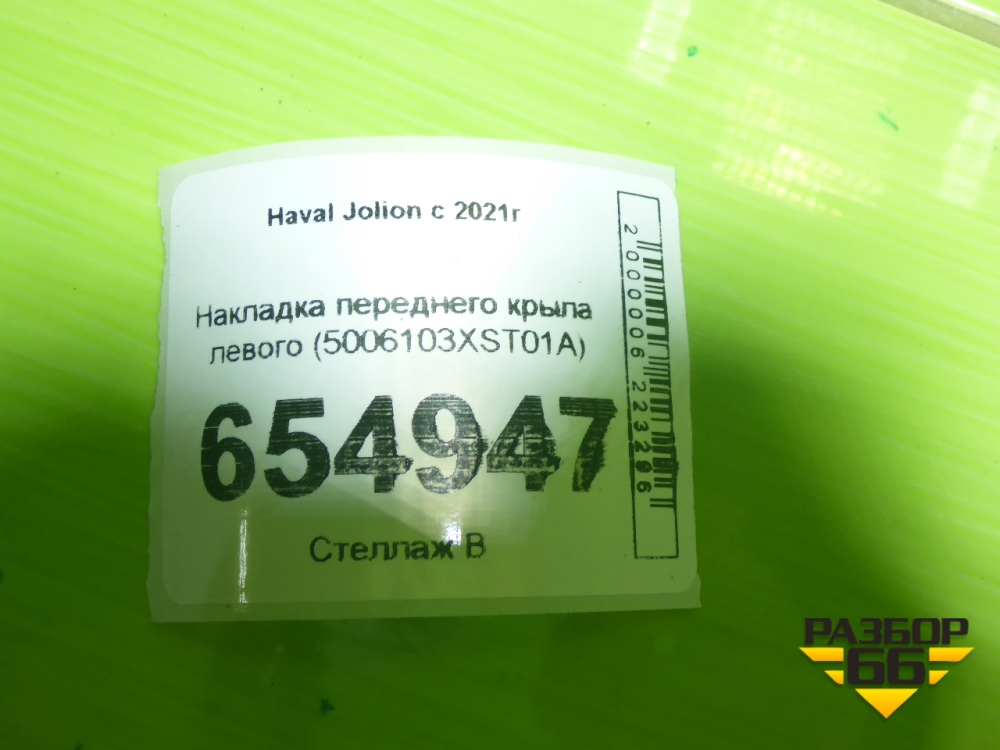 Haval Jolion с 2021г
Накладка переднего крыла
левого (5006103XST01A)
654947
Стеллаж В
2000006223296
РАЗБОР
66